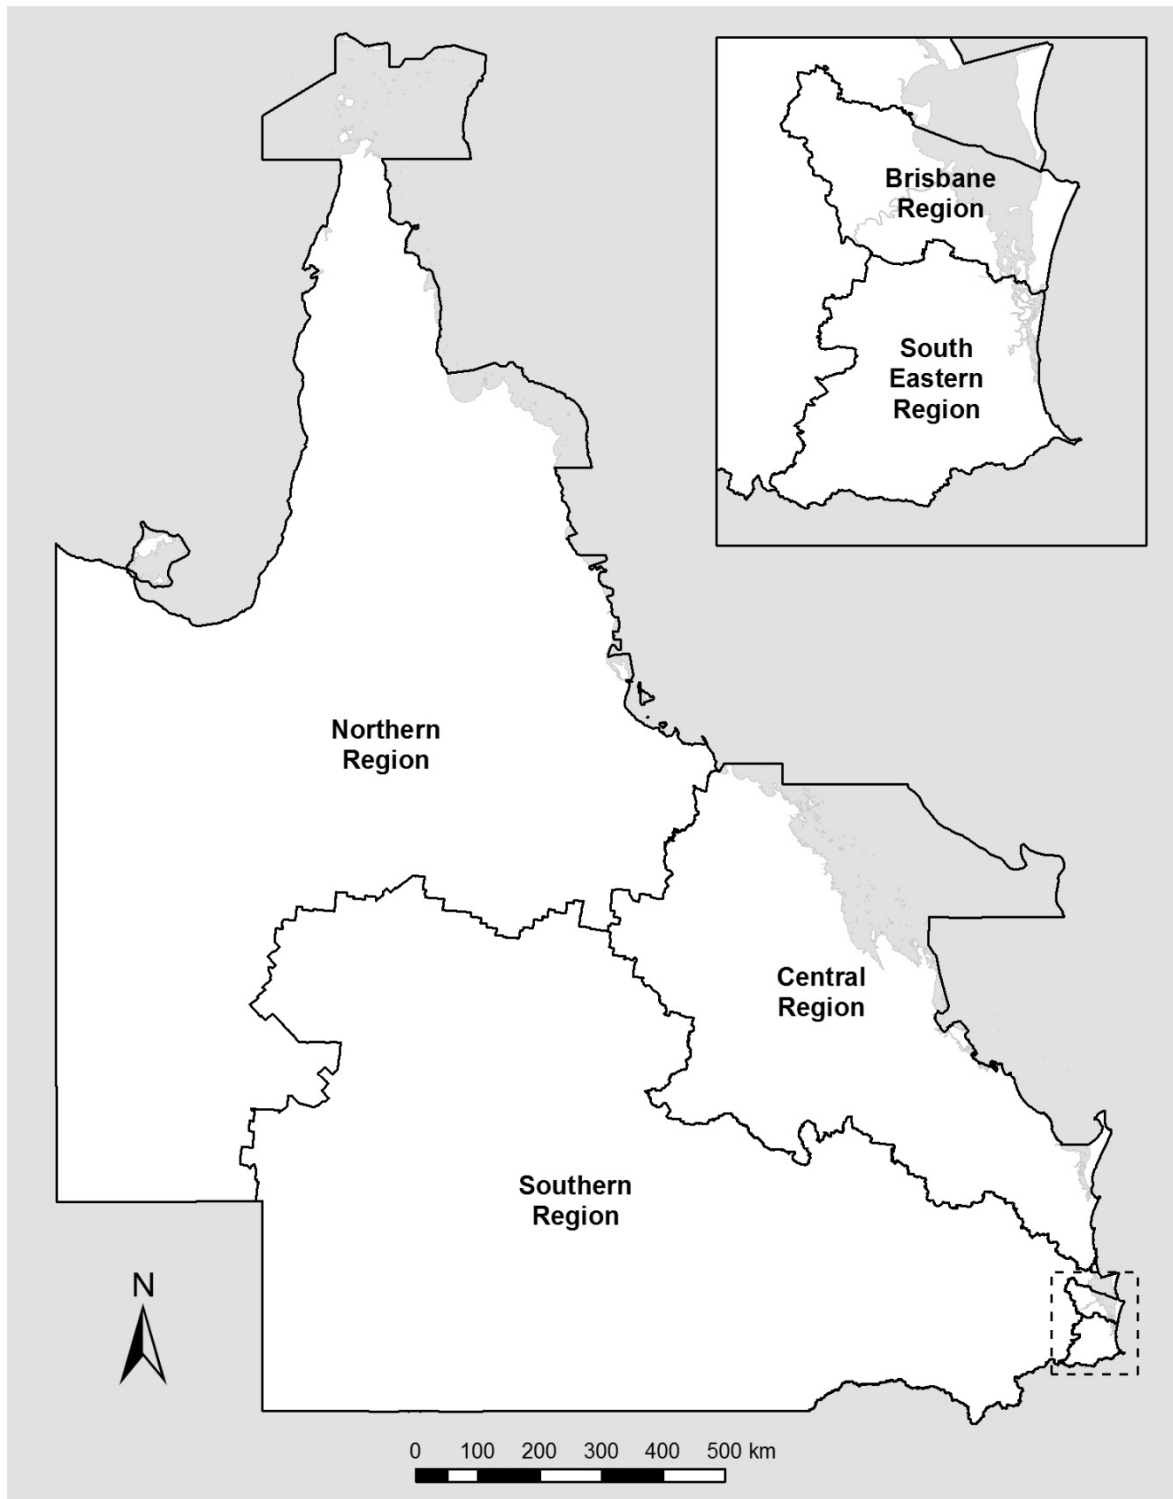 Brisbane
Region
South
Eastern
Region
Northern
Region
Central
Region
Southern
Region
N
0 100 200 300 400 500 km